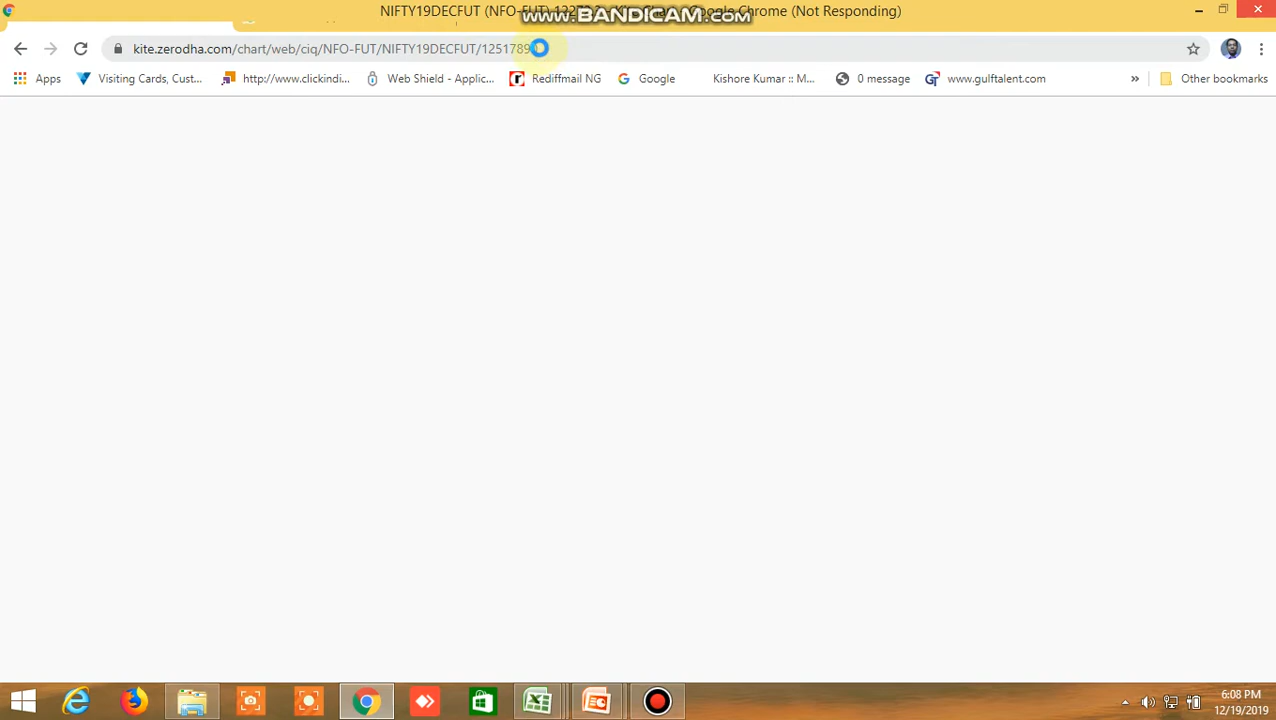 NIFTY19DECFUT (NFO-FUT) Google Chrome (Not Responding)
www.BANDICAM.com
kite.zerodha.com/chart/web/ciq/NFO-FUT/NIFTY19DECFUT/1251789
Apps Visiting Cards, Cust... http://www.clickindi... Web Shield - Applic... Rediffmail NG Google Kishore Kumar :: M... 0 message www.gulftalent.com » Other bookmarks
6:08 PM
12/19/2019